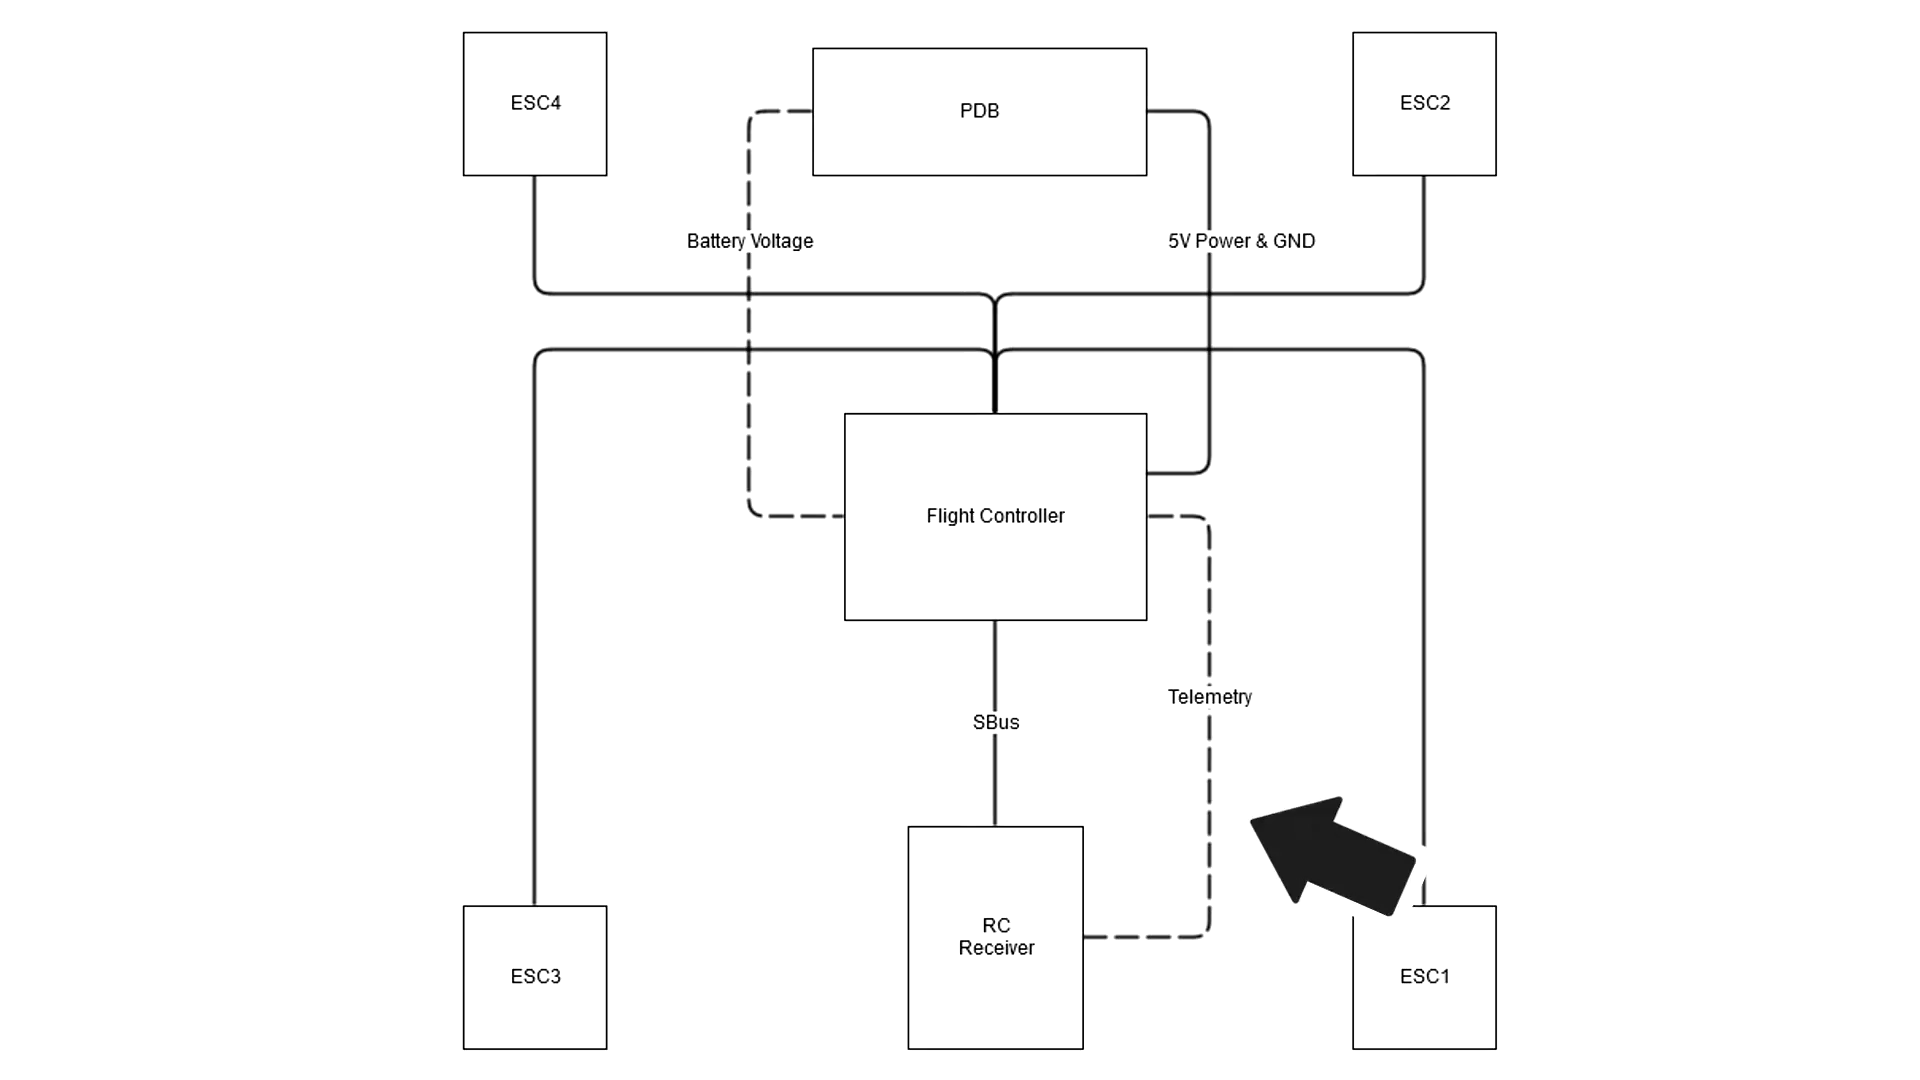 ESC4
PDB
ESC2
Battery Voltage
5V Power & GND
Flight Controller
Telemetry
SBus
RC
Receiver
ESC3
ESC1